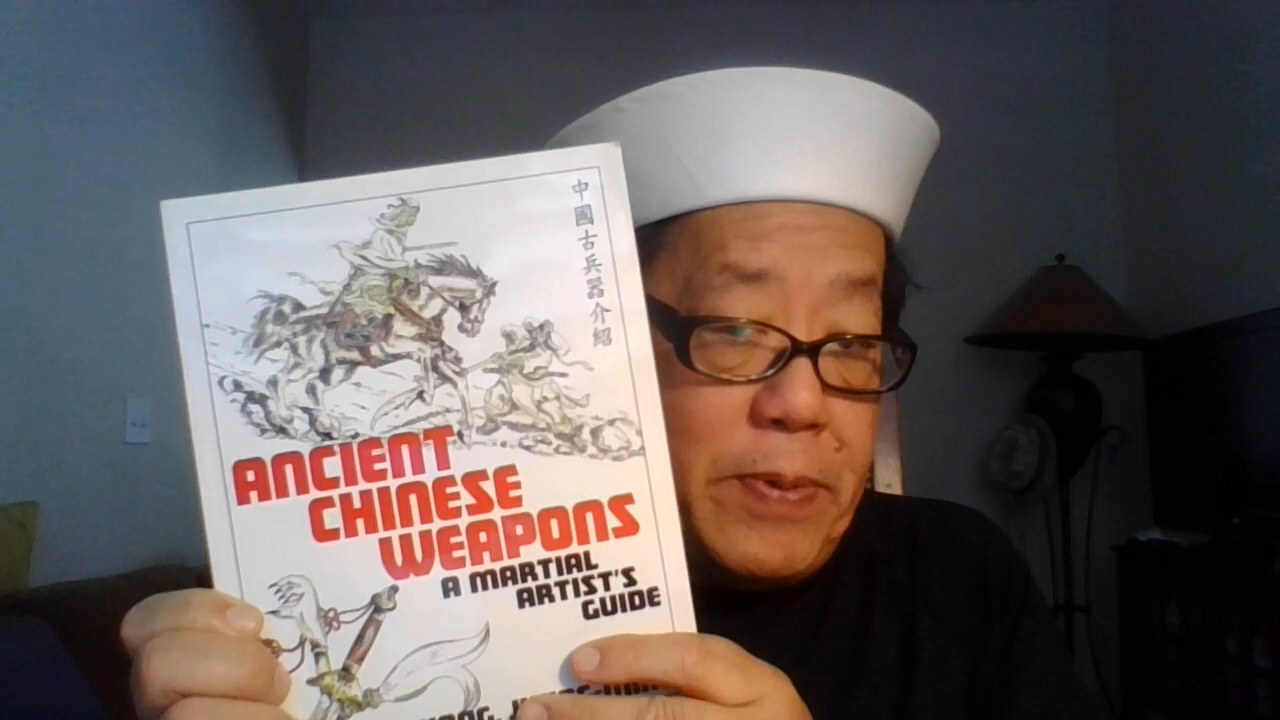 中國古兵器介紹
ANCIENT
CHINESE
WEAPONS
A MARTIAL
ARTIST'S
GUIDE